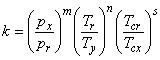 k = (p_x / p_r)^m (T_r / T_y)^n (T_cr / T_cx)^s